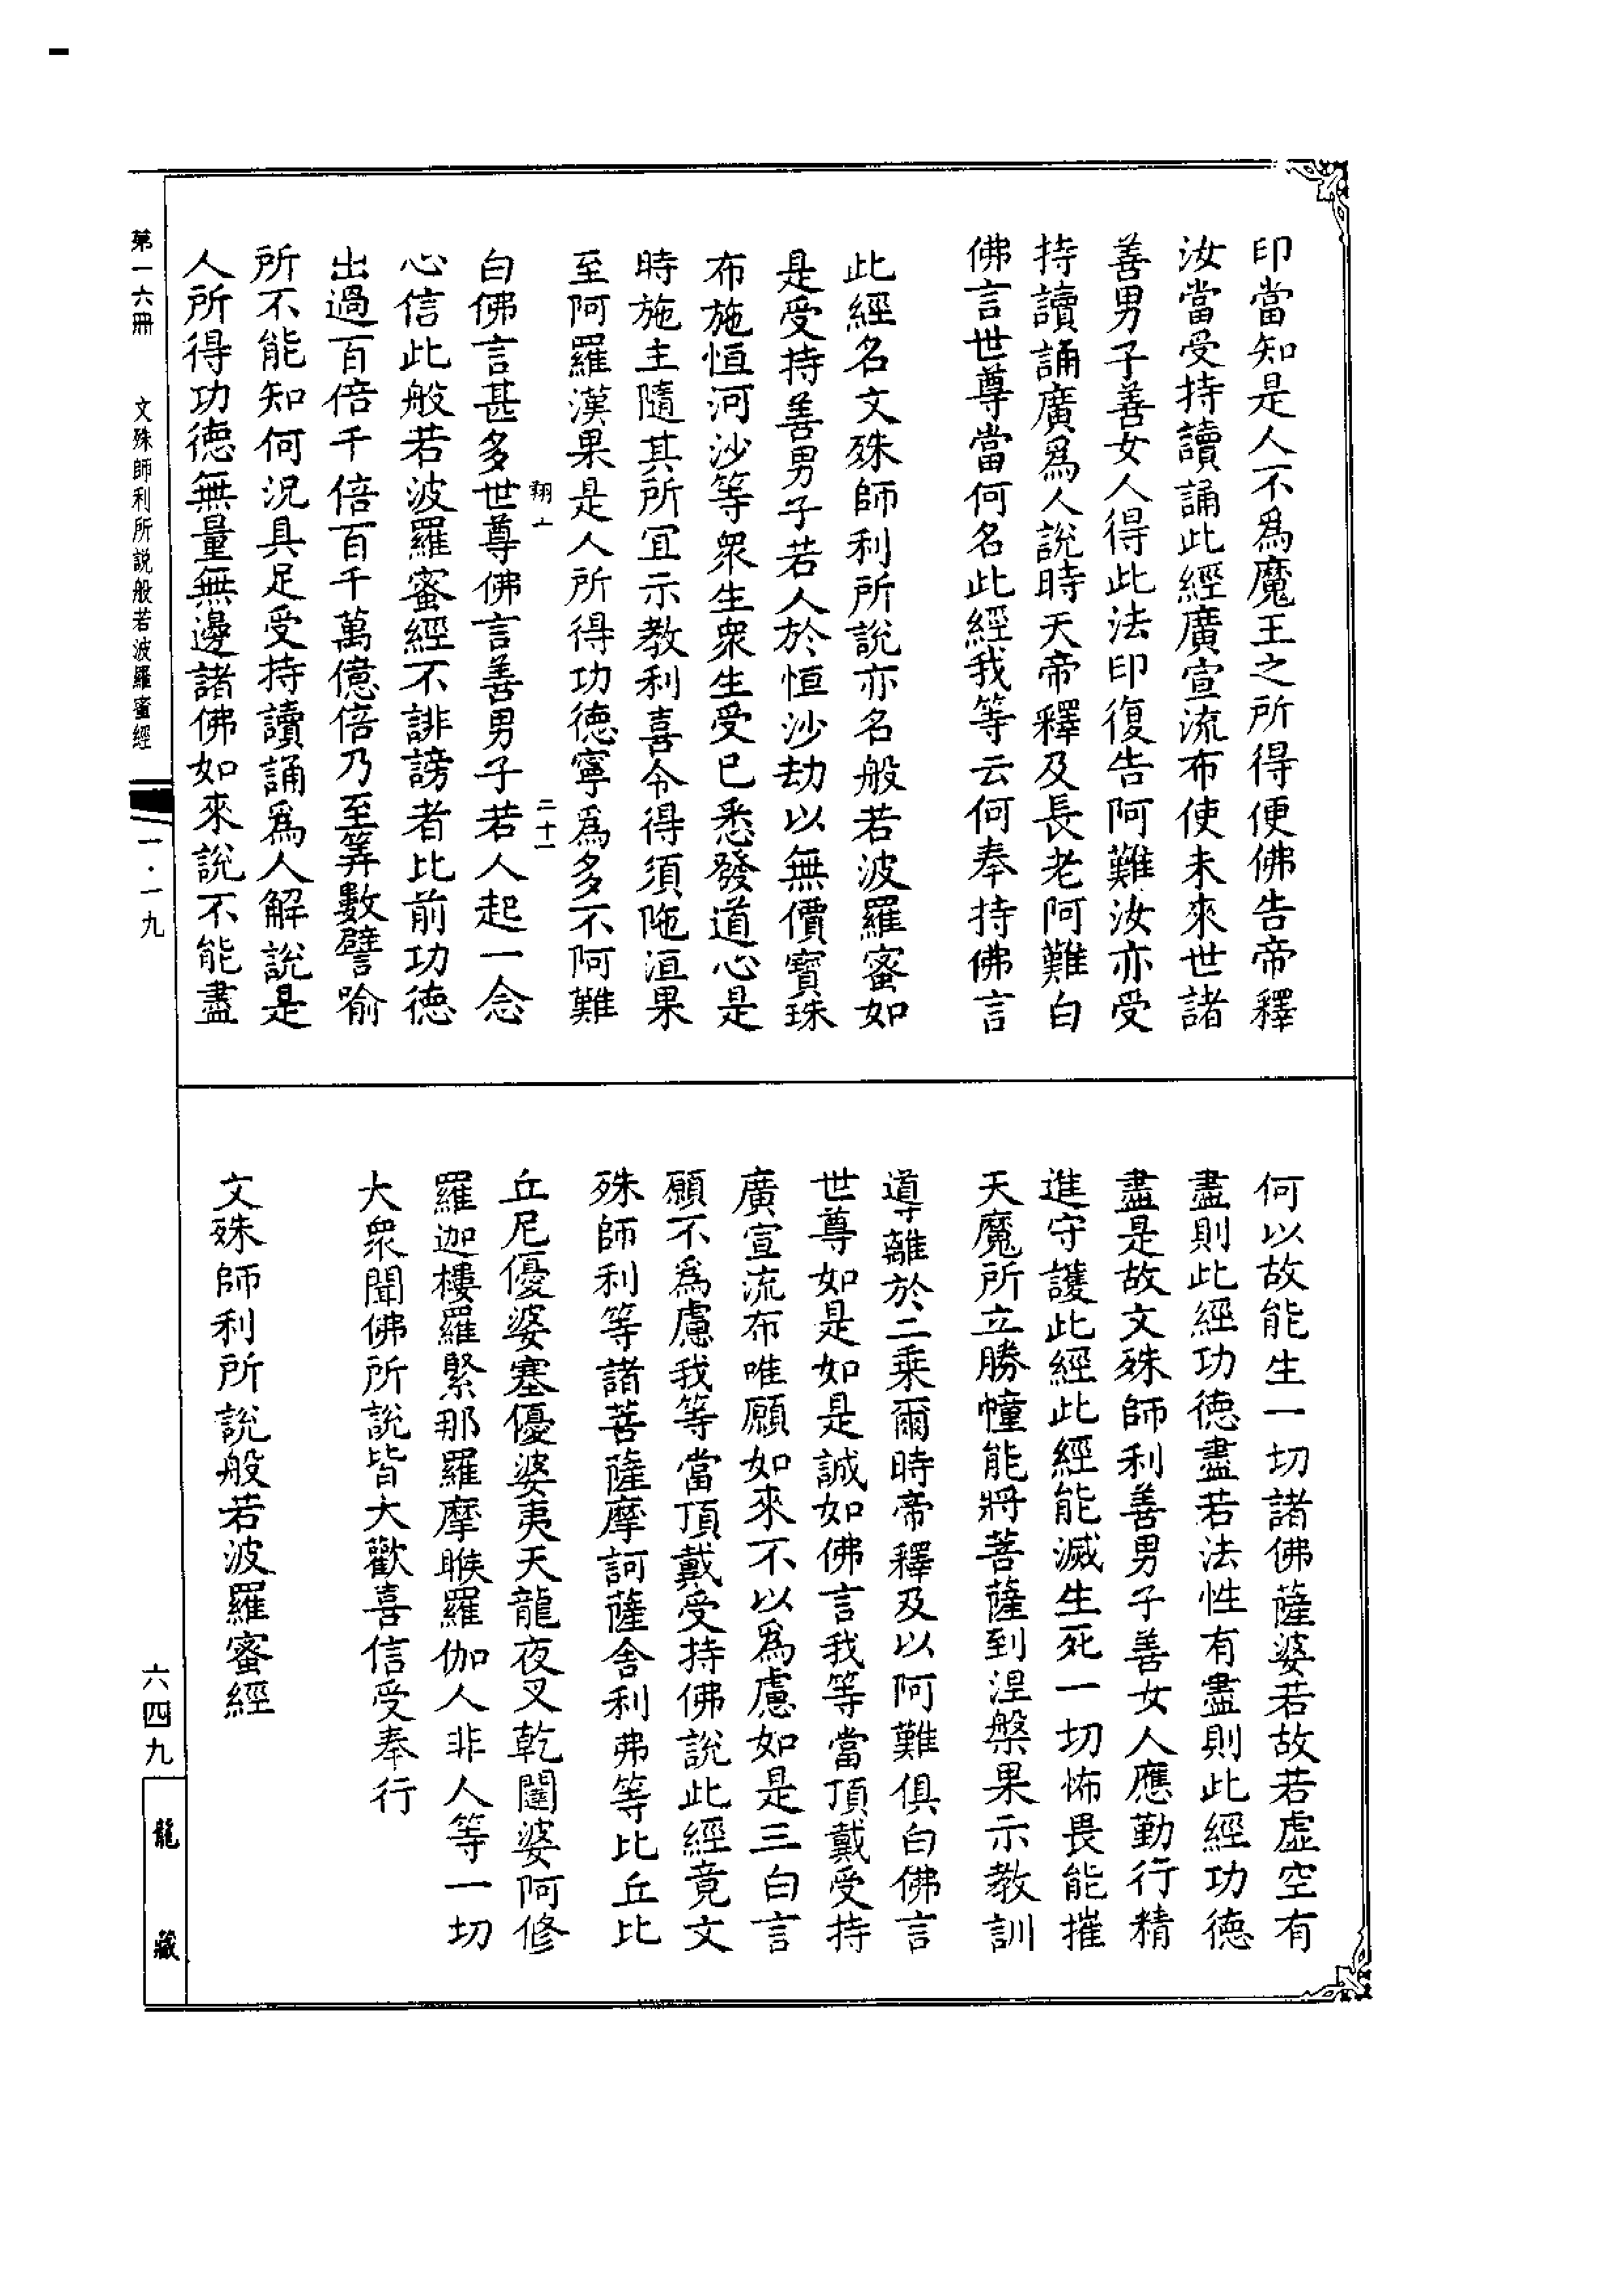 印當知是人不爲魔王之所得便佛告帝釋
汝當受持讀誦此經廣宣流布使未來世諸
善男子善女人得此法印復告阿難汝亦受
持讀誦廣爲人說時天帝釋及長老阿難白
佛言世尊當何名此經我等云何奉持佛言
此經名文殊師利所說亦名般若波羅蜜如
是受持善男子若人於恒沙劫以無價寶珠
布施恒河沙等衆生衆生受已悉發道心是
時施主隨其所宜示教利喜令得須陁洹果
至阿羅漢果是人所得功德寧爲多不阿難
翔上 二十一
白佛言甚多世尊佛言善男子若人起一念
心信此般若波羅蜜經不誹謗者比前功德
出過百倍千倍百千萬億倍乃至筭數譬喻
所不能知何況具足受持讀誦爲人解說是
人所得功德無量無邊諸佛如來說不能盡
何以故能生一切諸佛薩婆若故若虛空有
盡則此經功德盡若法性有盡則此經功德
盡是故文殊師利善男子善女人應勤行精
進守護此經此經能滅生死一切怖畏能摧
天魔所立勝幢能將菩薩到涅槃果示教訓
導離於二乘爾時帝釋及以阿難俱白佛言
世尊如是如是誠如佛言我等當頂戴受持
廣宣流布唯願如來不以爲慮如是三白言
願不爲慮我等當頂戴受持佛說此經竟文
殊師利等諸菩薩摩訶薩舍利弗等比丘比
丘尼優婆塞優婆夷天龍夜叉乾闥婆阿修
羅迦樓羅緊那羅摩睺羅伽人非人等一切
大衆聞佛所說皆大歡喜信受奉行
文殊師利所說般若波羅蜜經
第一六冊 文殊師利所說般若波羅蜜經 一·一九
六四九
龍藏